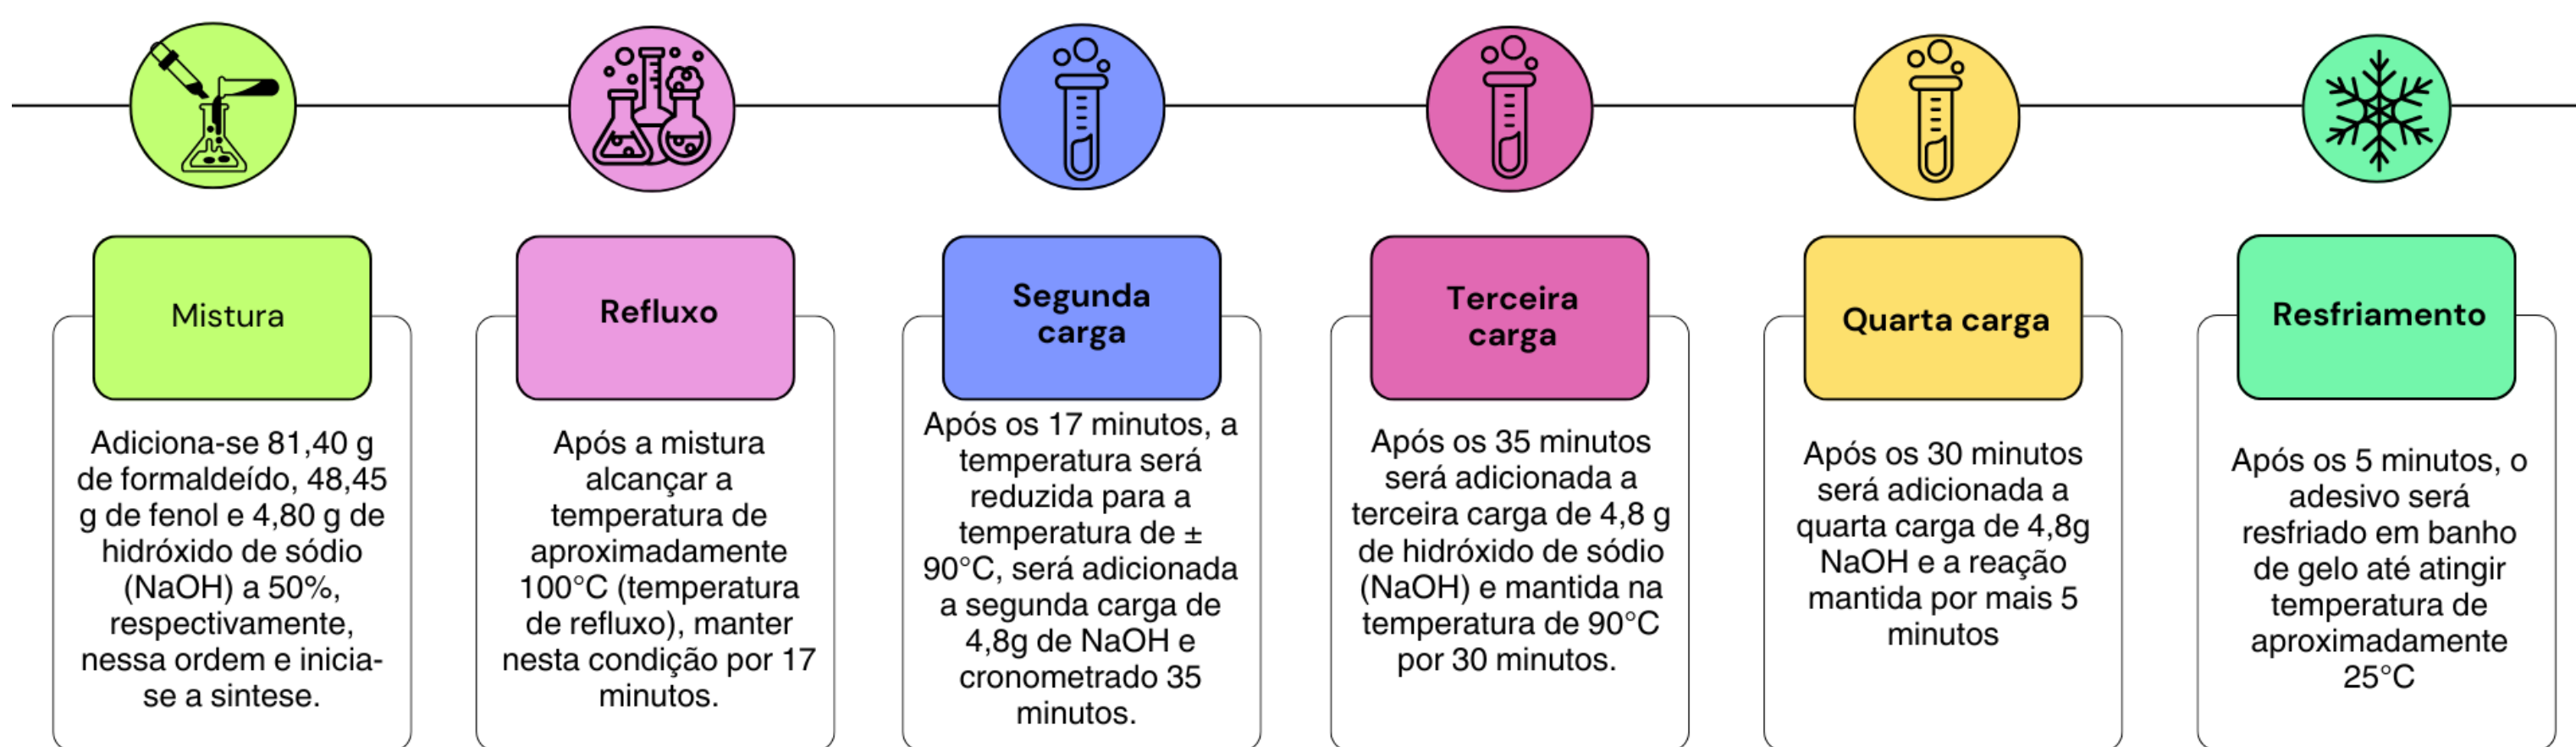 Mistura
Adiciona-se 81,40 g
de formaldeído, 48,45
g de fenol e 4,80 g de
hidróxido de sódio
(NaOH) a 50%,
respectivamente,
nessa ordem e inicia-
se a sintese.
Refluxo
Após a mistura
alcançar a
temperatura de
aproximadamente
100°C (temperatura
de refluxo), manter
nesta condição por 17
minutos.
Segunda
carga
Após os 17 minutos, a
temperatura será
reduzida para a
temperatura de ±
90°C, será adicionada
a segunda carga de
4,8g de NaOH e
cronometrado 35
minutos.
Terceira
carga
Após os 35 minutos
será adicionada a
terceira carga de 4,8 g
de hidróxido de sódio
(NaOH) e mantida na
temperatura de 90°C
por 30 minutos.
Quarta carga
Após os 30 minutos
será adicionada a
quarta carga de 4,8g
NaOH e a reação
mantida por mais 5
minutos
Resfriamento
Após os 5 minutos, o
adesivo será
resfriado em banho
de gelo até atingir
temperatura de
aproximadamente
25°C